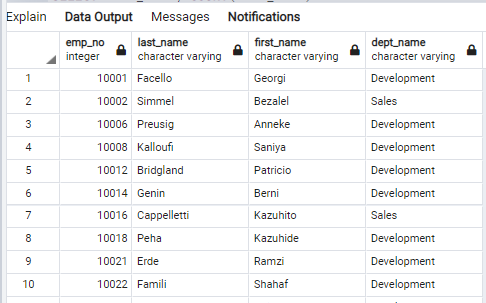 Explain Data Output Messages Notifications
emp_no last_name first_name dept_name
integer character varying character varying character varying
1 10001 Facello Georgi Development
2 10002 Simmel Bezalel Sales
3 10006 Preusig Anneke Development
4 10008 Kalloufi Saniya Development
5 10012 Bridgland Patricio Development
6 10014 Genin Berni Development
7 10016 Cappelletti Kazuhito Sales
8 10018 Peha Kazuhide Development
9 10021 Erde Ramzi Development
10 10022 Famili Shahaf Development